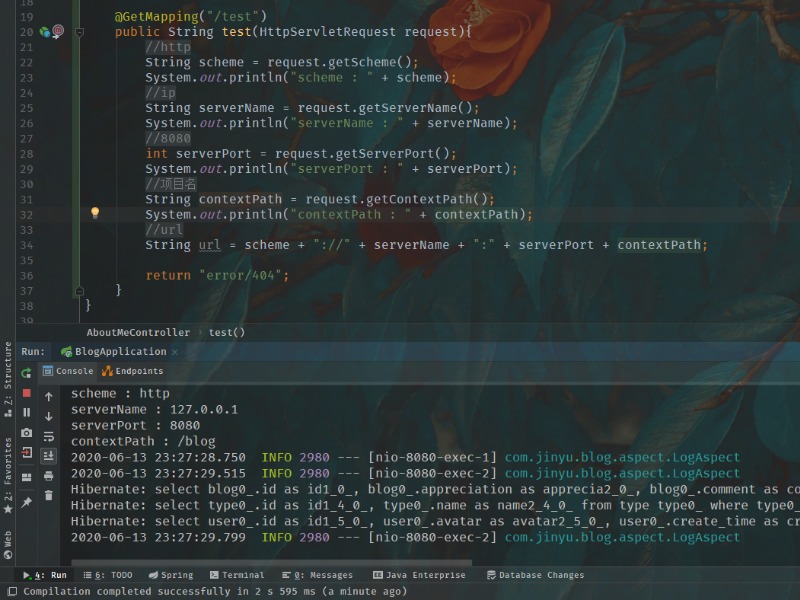 18
19 @GetMapping("/test")
20 public String test(HttpServletRequest request){
21 //http
22 String scheme = request.getScheme();
23 System.out.println("scheme : " + scheme);
24 //ip
25 String serverName = request.getServerName();
26 System.out.println("serverName : " + serverName);
27 //8080
28 int serverPort = request.getServerPort();
29 System.out.println("serverPort : " + serverPort);
30 //项目名
31 String contextPath = request.getContextPath();
32 System.out.println("contextPath : " + contextPath);
33 //url
34 String url = scheme + "://" + serverName + ":" + serverPort + contextPath;
35
36 return "error/404";
37 }
38 }
39
AboutMeController › test()
Run: BlogApplication ×
Console Endpoints
scheme : http
serverName : 127.0.0.1
serverPort : 8080
contextPath : /blog
2020-06-13 23:27:28.750 INFO 2980 --- [nio-8080-exec-1] com.jinyu.blog.aspect.LogAspect
2020-06-13 23:27:29.515 INFO 2980 --- [nio-8080-exec-2] com.jinyu.blog.aspect.LogAspect
Hibernate: select blog0_.id as id1_0_, blog0_.appreciation as apprecia2_0_, blog0_.comment as co
Hibernate: select type0_.id as id1_4_0_, type0_.name as name2_4_0_ from type type0_ where type0_
Hibernate: select user0_.id as id1_5_0_, user0_.avatar as avatar2_5_0_, user0_.create_time as cr
2020-06-13 23:27:29.799 INFO 2980 --- [nio-8080-exec-2] com.jinyu.blog.aspect.LogAspect
Z: Structure
2: Favorites
Web
4: Run 6: TODO Spring Terminal 0: Messages Java Enterprise Database Changes
Compilation completed successfully in 2 s 595 ms (a minute ago)